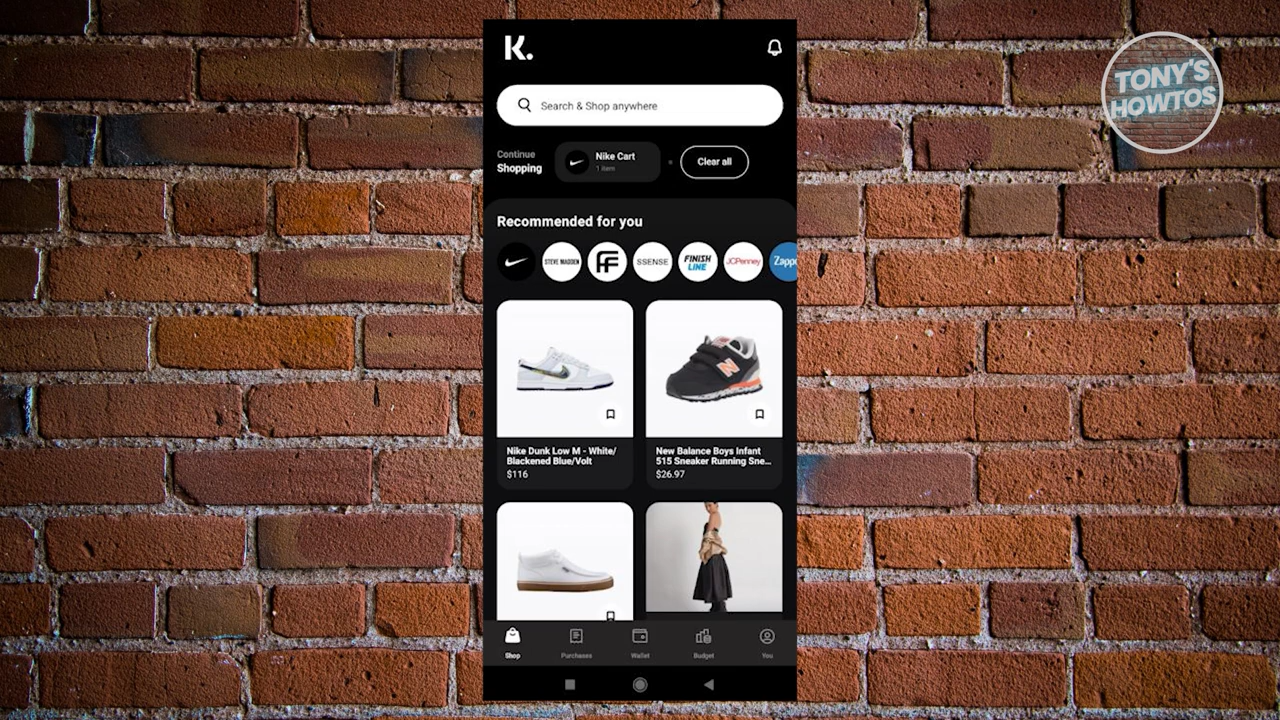 TONY'S
HOWTOS
K.
Search & Shop anywhere
Continue
Shopping
Nike Cart
1 item
Clear all
Recommended for you
STEVE MADDEN
FF
SSENSE
FINISH
LINE
JCPenney
Zappo
Nike Dunk Low M - White/
Blackened Blue/Volt
$116
New Balance Boys Infant
515 Sneaker Running Sne...
$26.97
Shop
Purchases
Wallet
Budget
You